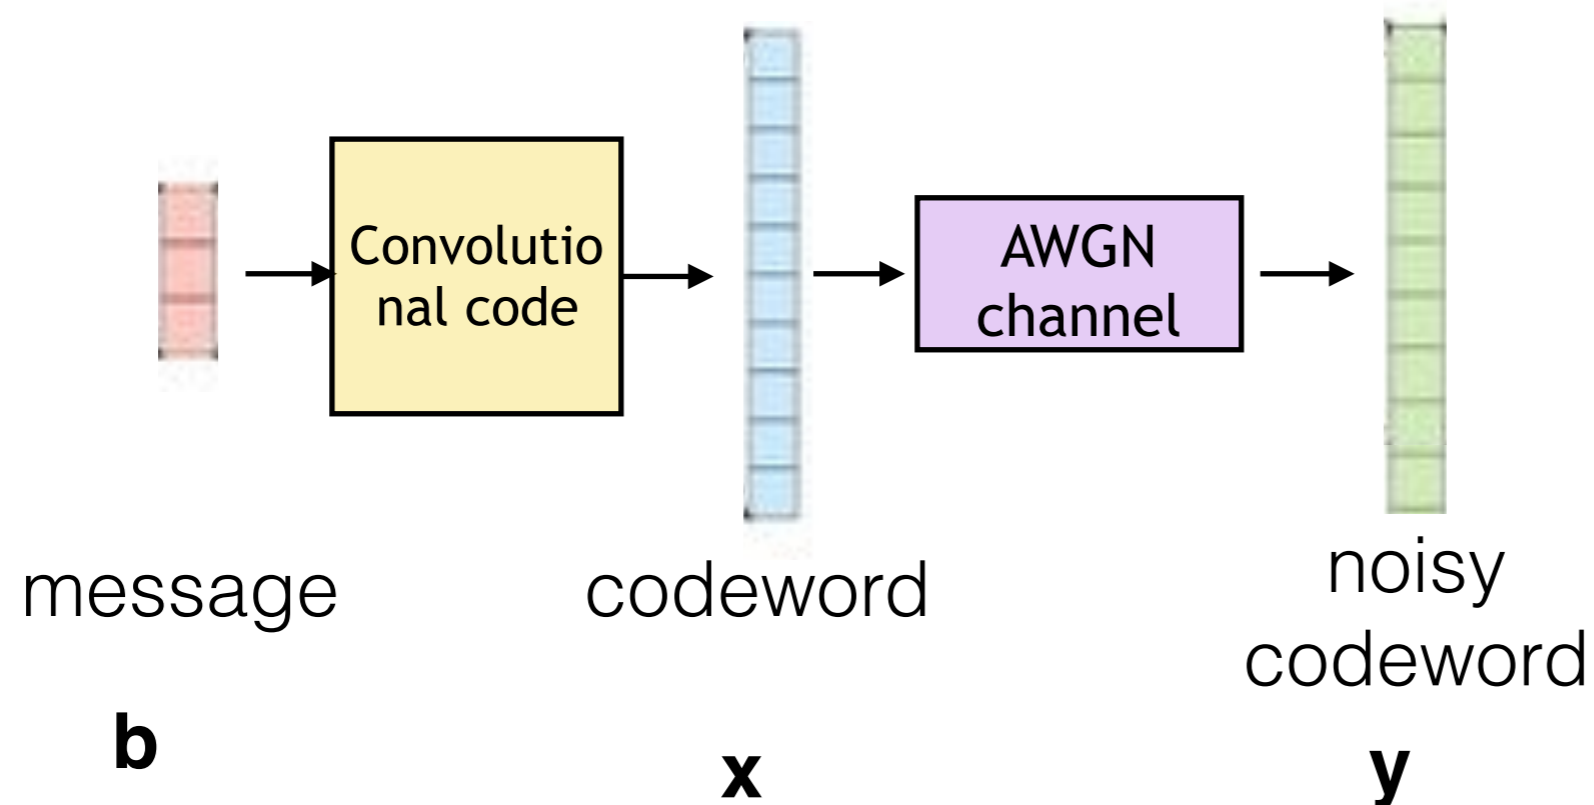 Convolutio
nal code
AWGN
channel
message
codeword
noisy
codeword
b
x
y